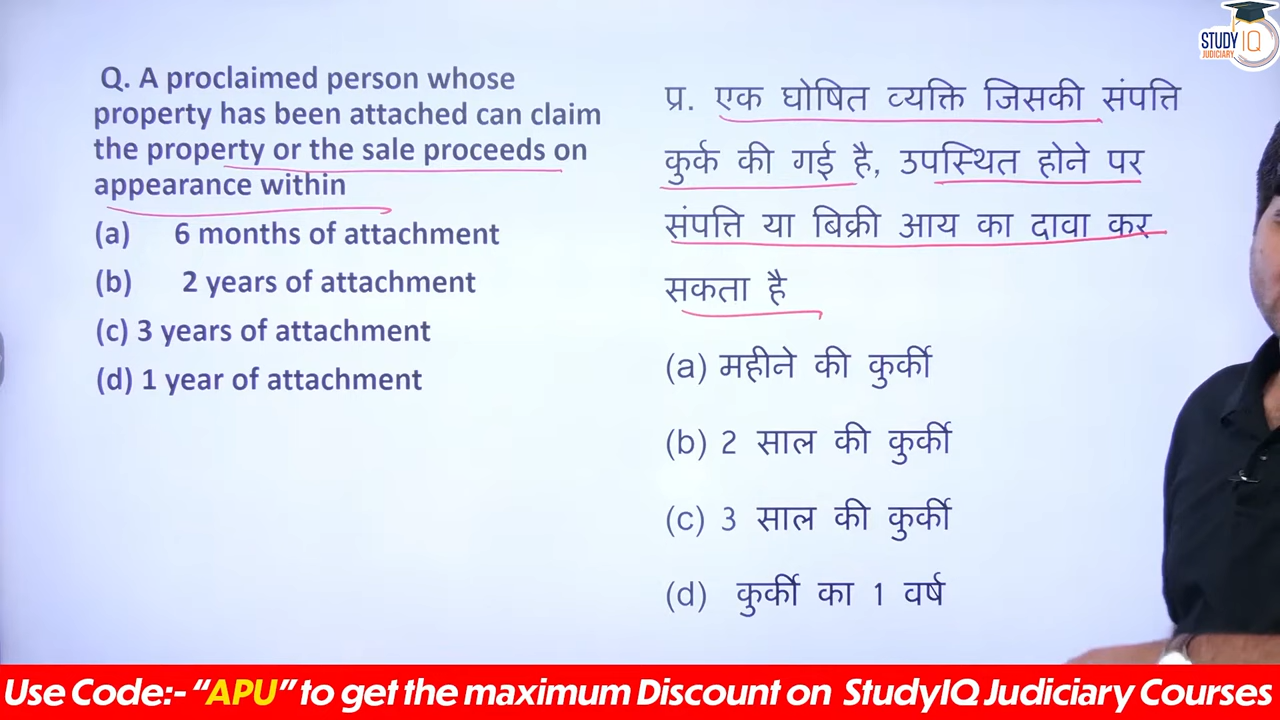 STUDY IQ
JUDICIARY
Q. A proclaimed person whose
property has been attached can claim
the property or the sale proceeds on
appearance within
(a) 6 months of attachment
(b) 2 years of attachment
(c) 3 years of attachment
(d) 1 year of attachment
प्र. एक घोषित व्यक्ति जिसकी संपत्ति
कुर्क की गई है, उपस्थित होने पर
संपत्ति या बिक्री आय का दावा कर
सकता है
(a) महीने की कुर्की
(b) 2 साल की कुर्की
(c) 3 साल की कुर्की
(d) कुर्की का 1 वर्ष
Use Code:- “APU” to get the maximum Discount on StudyIQ Judiciary Courses